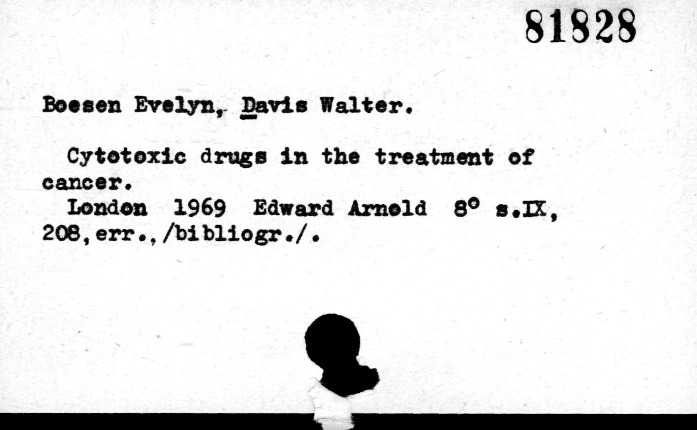 81828
Boesen Evelyn, Davis Walter.
Cytotoxic drugs in the treatment of
cancer.
London 1969 Edward Arnold 8° s.IX,
208,err.,/bibliogr./.